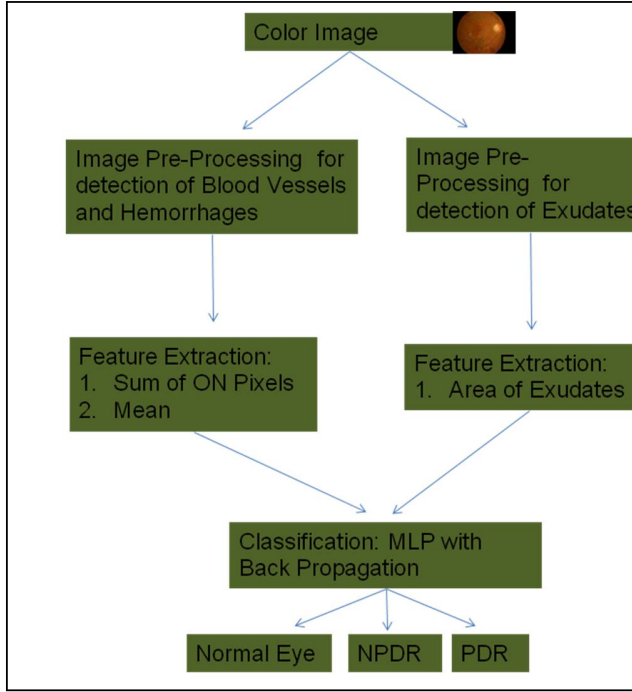 Color Image
Image Pre-Processing for
detection of Blood Vessels
and Hemorrhages
Image Pre-
Processing for
detection of Exudates
Feature Extraction:
1. Sum of ON Pixels
2. Mean
Feature Extraction:
1. Area of Exudates
Classification: MLP with
Back Propagation
Normal Eye
NPDR
PDR